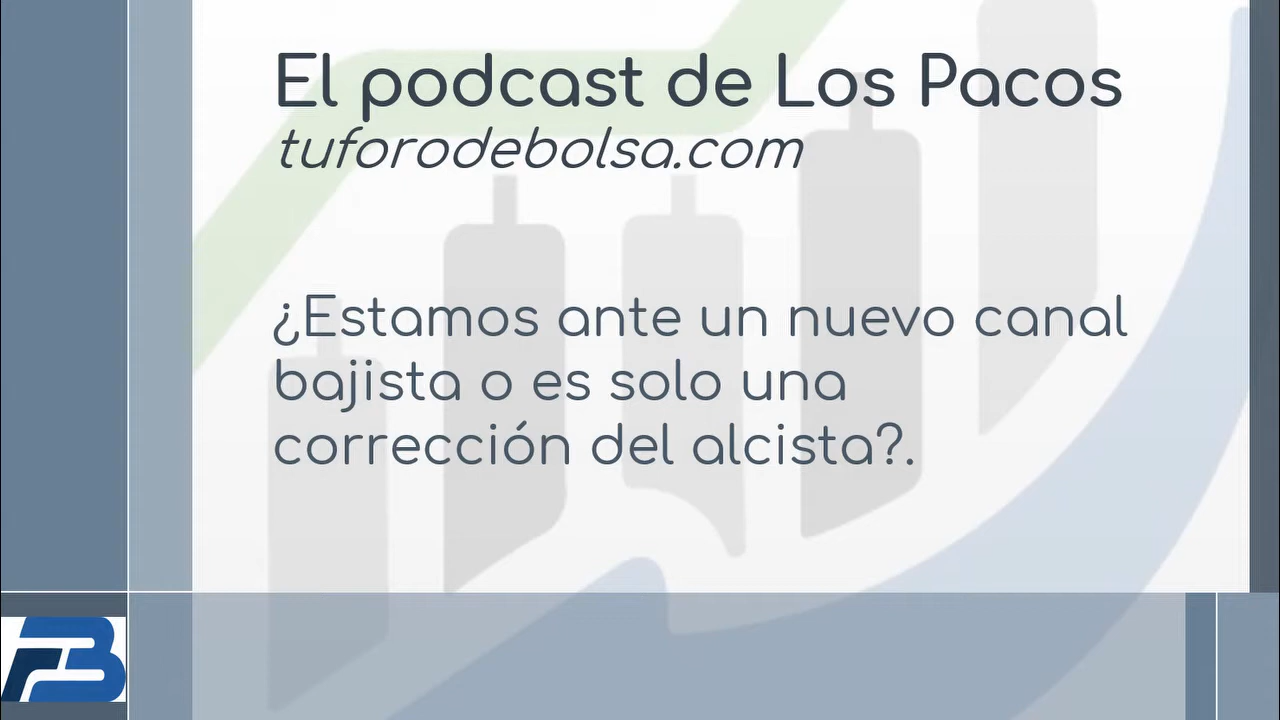 El podcast de Los Pacos
tuforodebolsa.com
¿Estamos ante un nuevo canal
bajista o es solo una
corrección del alcista?.